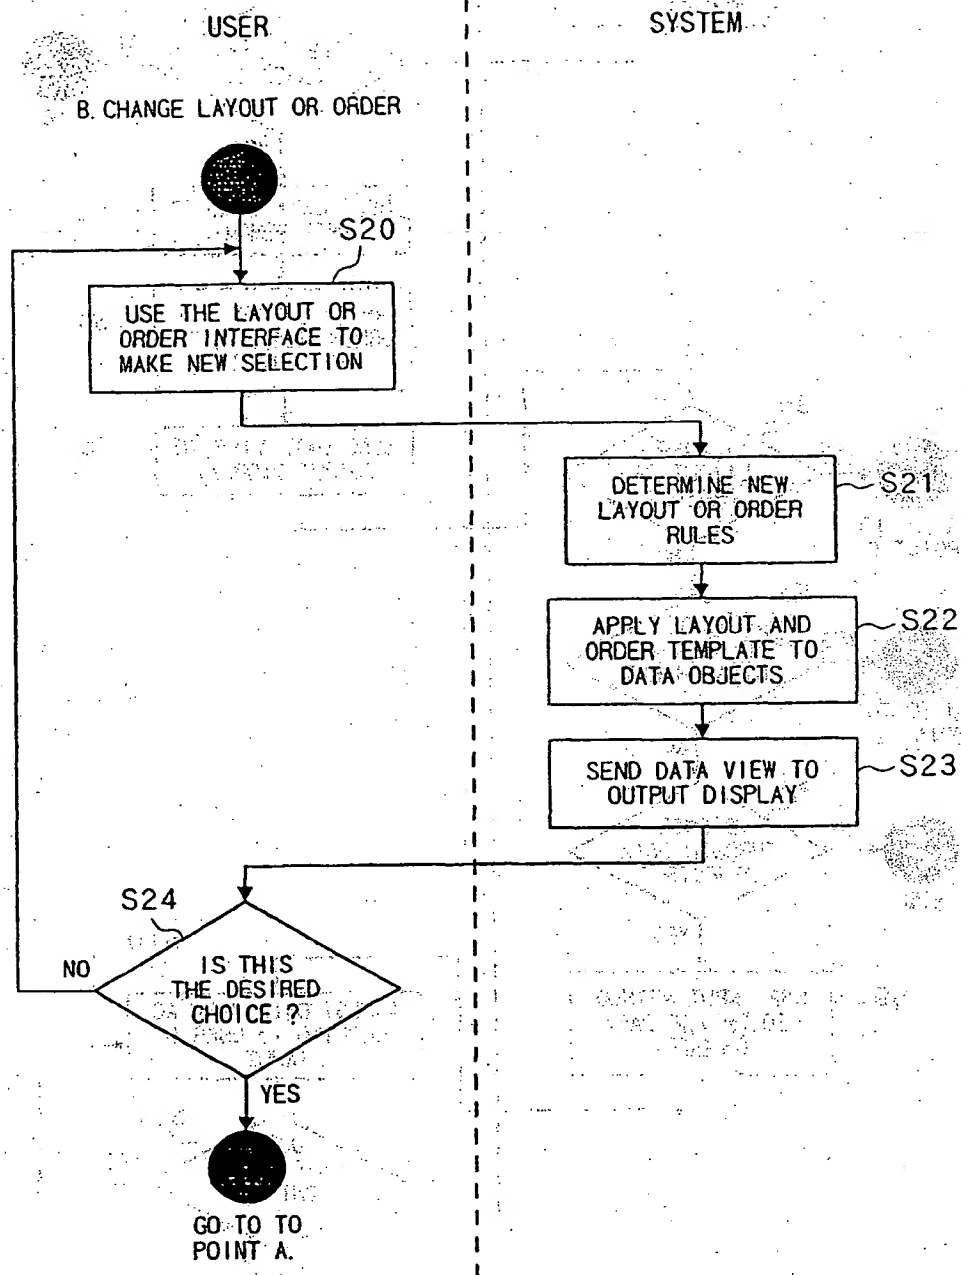 USER
SYSTEM
B. CHANGE LAYOUT OR ORDER
S20
USE THE LAYOUT OR
ORDER INTERFACE TO
MAKE NEW SELECTION
DETERMINE NEW
LAYOUT OR ORDER
RULES
S21
APPLY LAYOUT AND
ORDER TEMPLATE TO
DATA OBJECTS
S22
SEND DATA VIEW TO
OUTPUT DISPLAY
S23
S24
NO
IS THIS
THE DESIRED
CHOICE ?
YES
GO TO TO
POINT A.